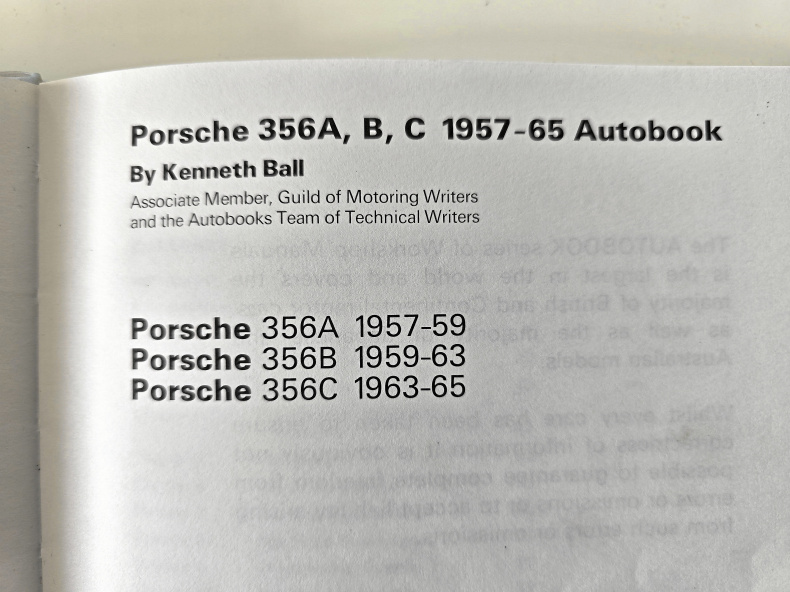 Porsche 356A, B, C 1957-65 Autobook
By Kenneth Ball
Associate Member, Guild of Motoring Writers
and the Autobooks Team of Technical Writers
Porsche 356A 1957-59
Porsche 356B 1959-63
Porsche 356C 1963-65